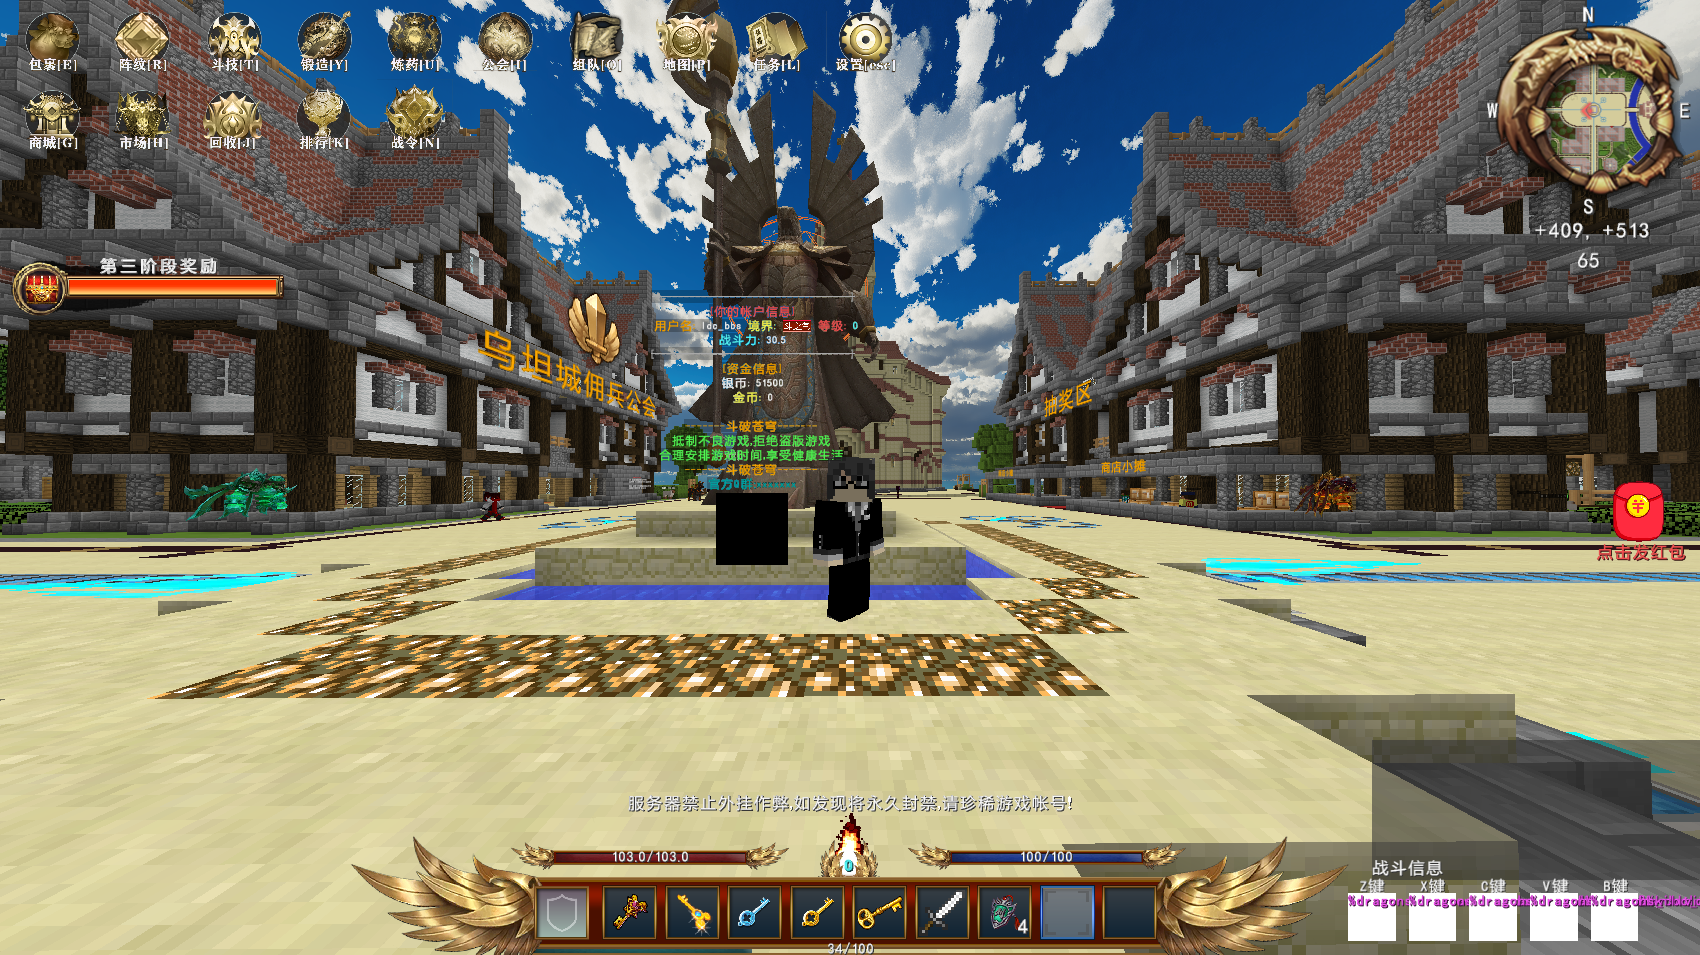 包裹[E] 阵纹[R] 斗技[T] 锻造[Y] 炼药[U] 公会[I] 组队[O] 地图[P] 任务[L] 设置[esc]
商城[G] 市场[H] 回收[J] 排行[K] 战令[N]
N
W E
S
+409, +513
65
第三阶段奖励
乌坦城佣兵公会
抽奖区
商店小摊
[你的帐户信息]
用户名: ldc_bbs 境界: 斗之气 等级: 0
战斗力: 30.5
[资金信息]
银币: 51500
金币: 0
斗破苍穹
抵制不良游戏,拒绝盗版游戏
合理安排游戏时间,享受健康生活
斗破苍穹
点击发红包
服务器禁止外挂作弊,如发现将永久封禁,请珍稀游戏帐号!
103.0/103.0
100/100
0
4
34/100
战斗信息
Z键 X键 C键 V键 B键
%dragon %dragon %dragon %dragon %dragon